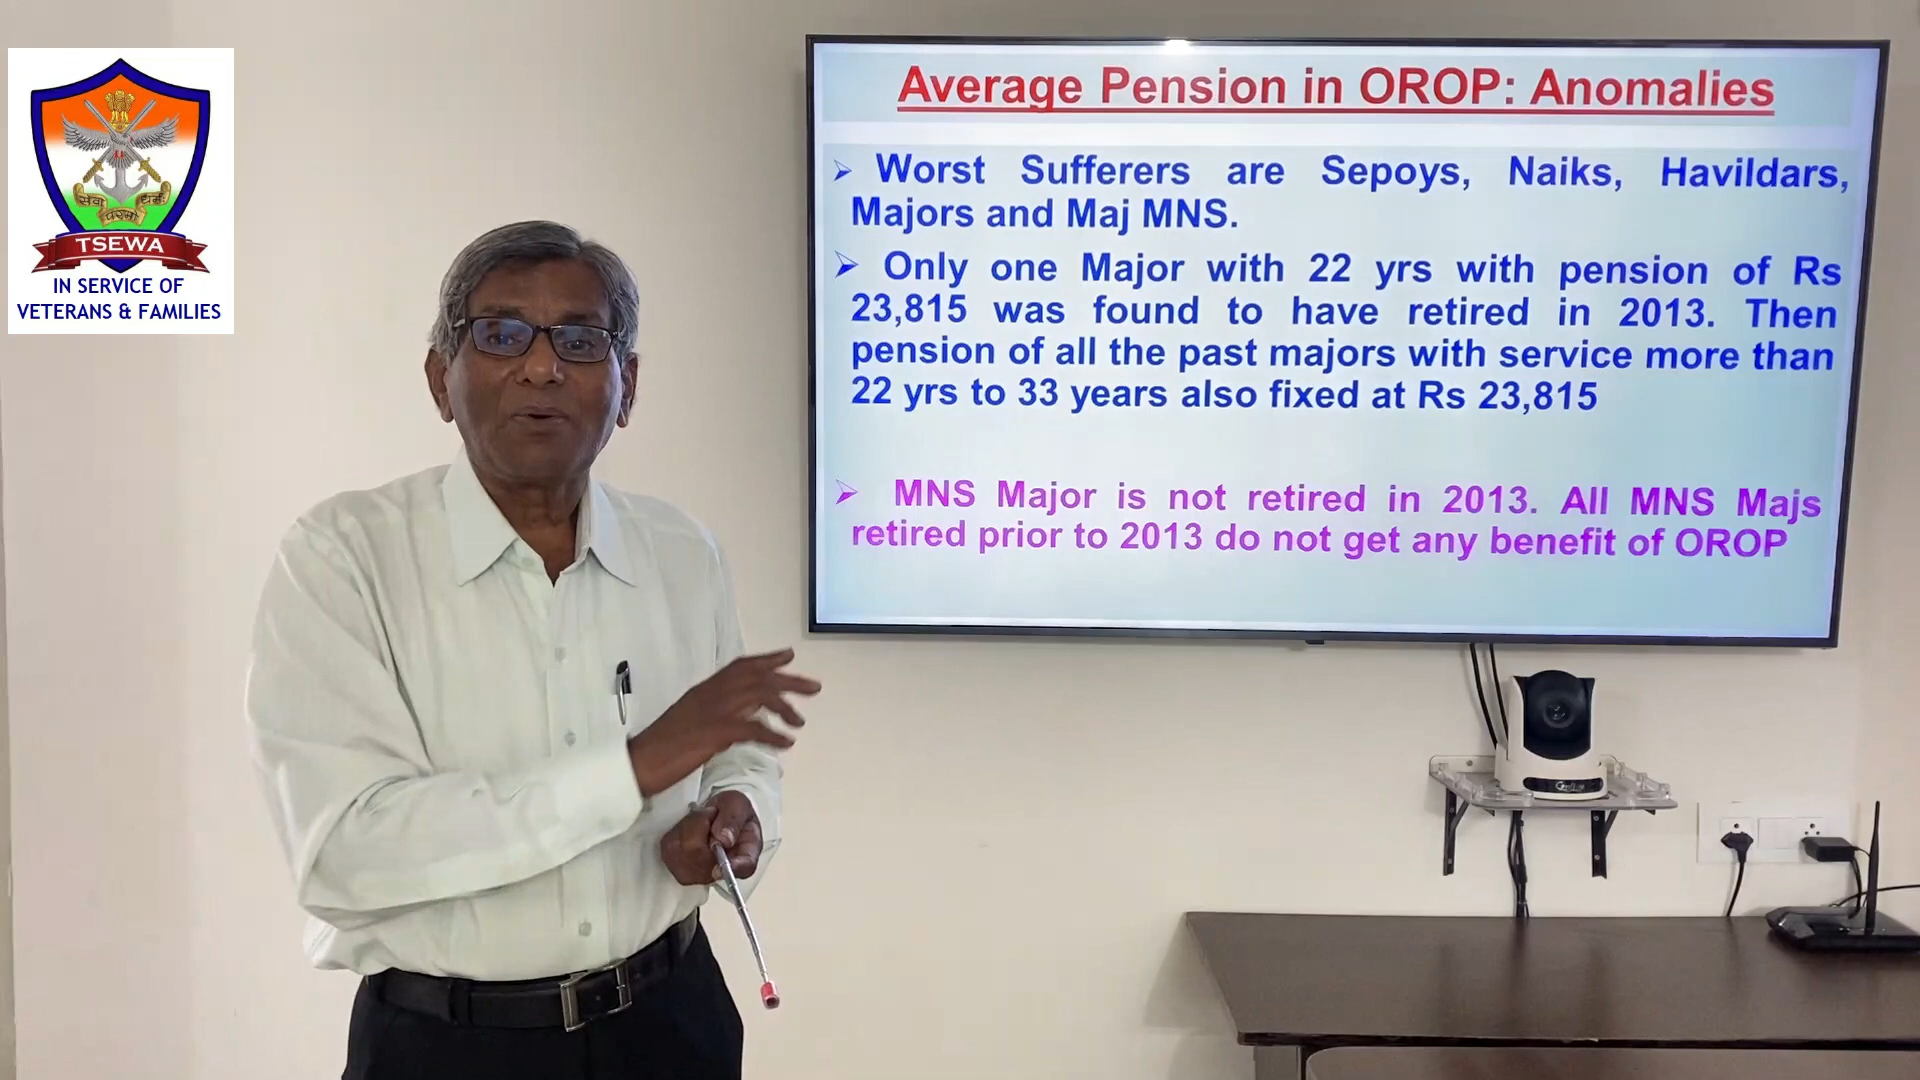 Average Pension in OROP: Anomalies
➢ Worst Sufferers are Sepoys, Naiks, Havildars,
Majors and Maj MNS.
➢ Only one Major with 22 yrs with pension of Rs
23,815 was found to have retired in 2013. Then
pension of all the past majors with service more than
22 yrs to 33 years also fixed at Rs 23,815
➢ MNS Major is not retired in 2013. All MNS Majs
retired prior to 2013 do not get any benefit of OROP
सेवा परमो धर्मः
TSEWA
IN SERVICE OF
VETERANS & FAMILIES